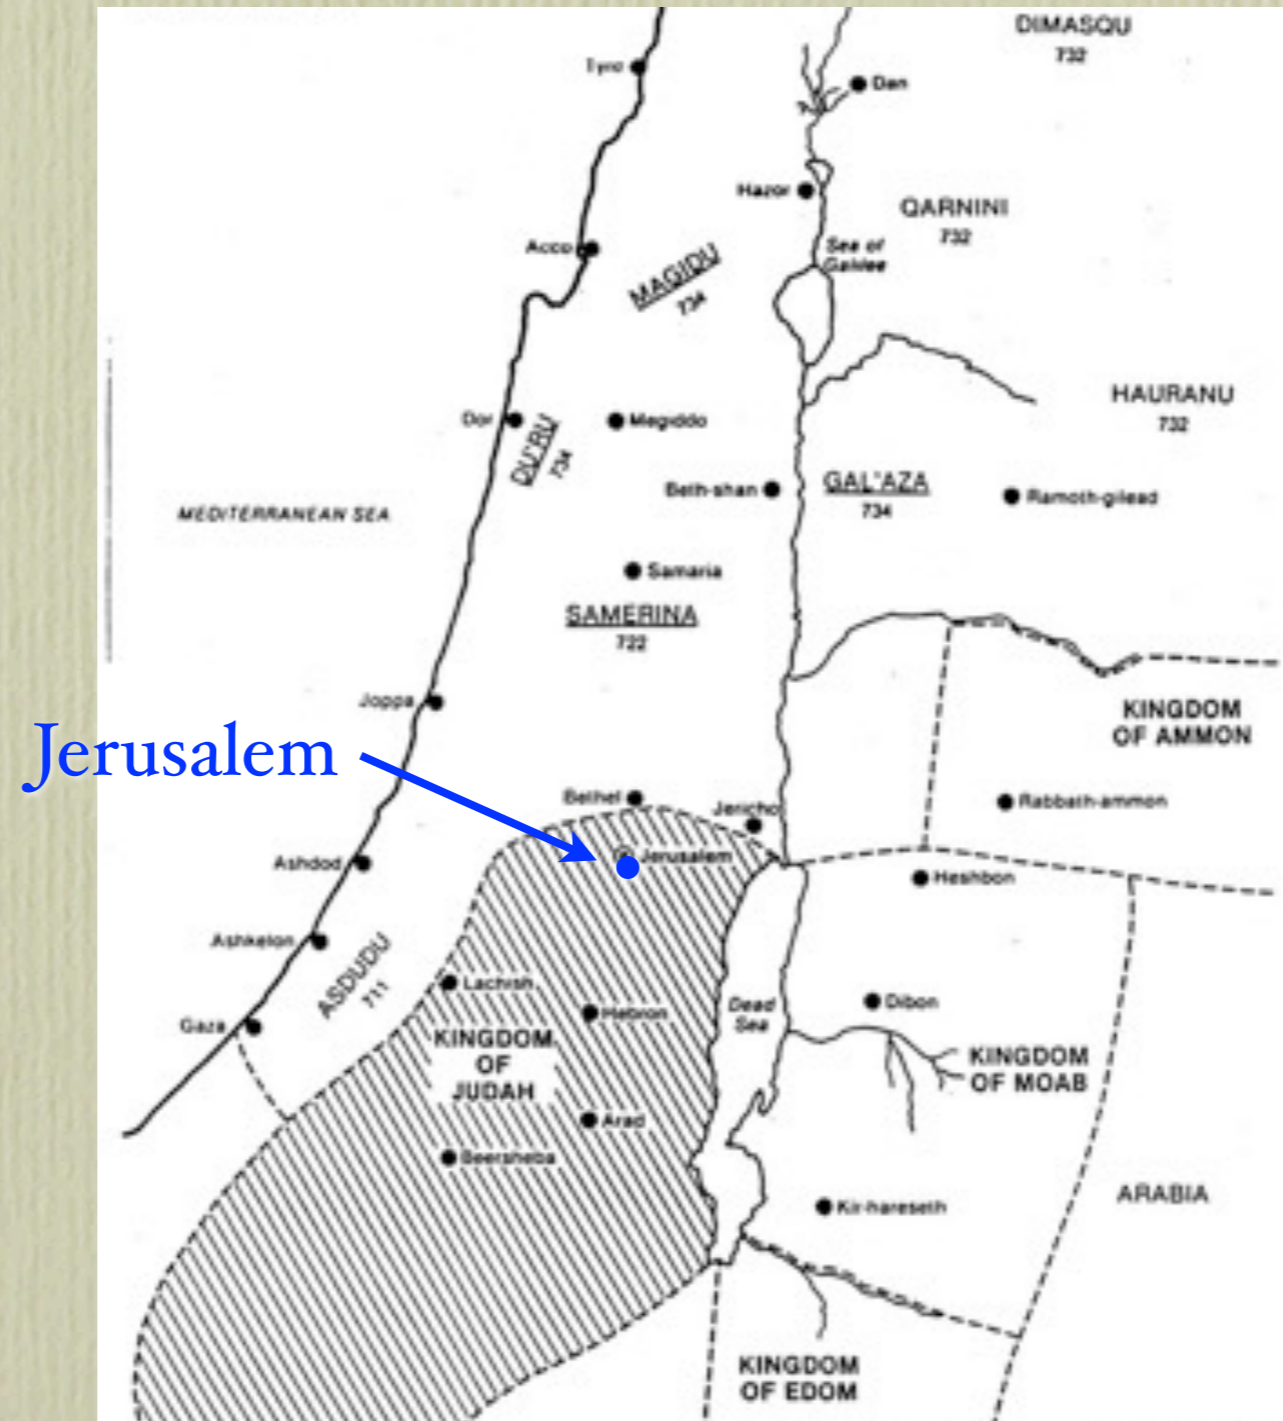 DIMASQU
732
Tyre
Dan
Hazor
QARNINI
732
Acco
Sea of
Galilee
MAGIDU
734
HAURANU
732
Dor
DU'RU
734
Megiddo
Beth-shan
GAL'AZA
734
Ramoth-gilead
MEDITERRANEAN SEA
Samaria
SAMERINA
722
Joppa
KINGDOM
OF AMMON
Jerusalem
Bethel
Jericho
Rabbath-ammon
Ashdod
Jerusalem
Heshbon
Ashkelon
ASDUDU
711
Lachish
Hebron
Dead
Sea
Dibon
Gaza
KINGDOM
OF
JUDAH
KINGDOM
OF MOAB
Arad
Beersheba
Kir-hareseth
ARABIA
KINGDOM
OF EDOM